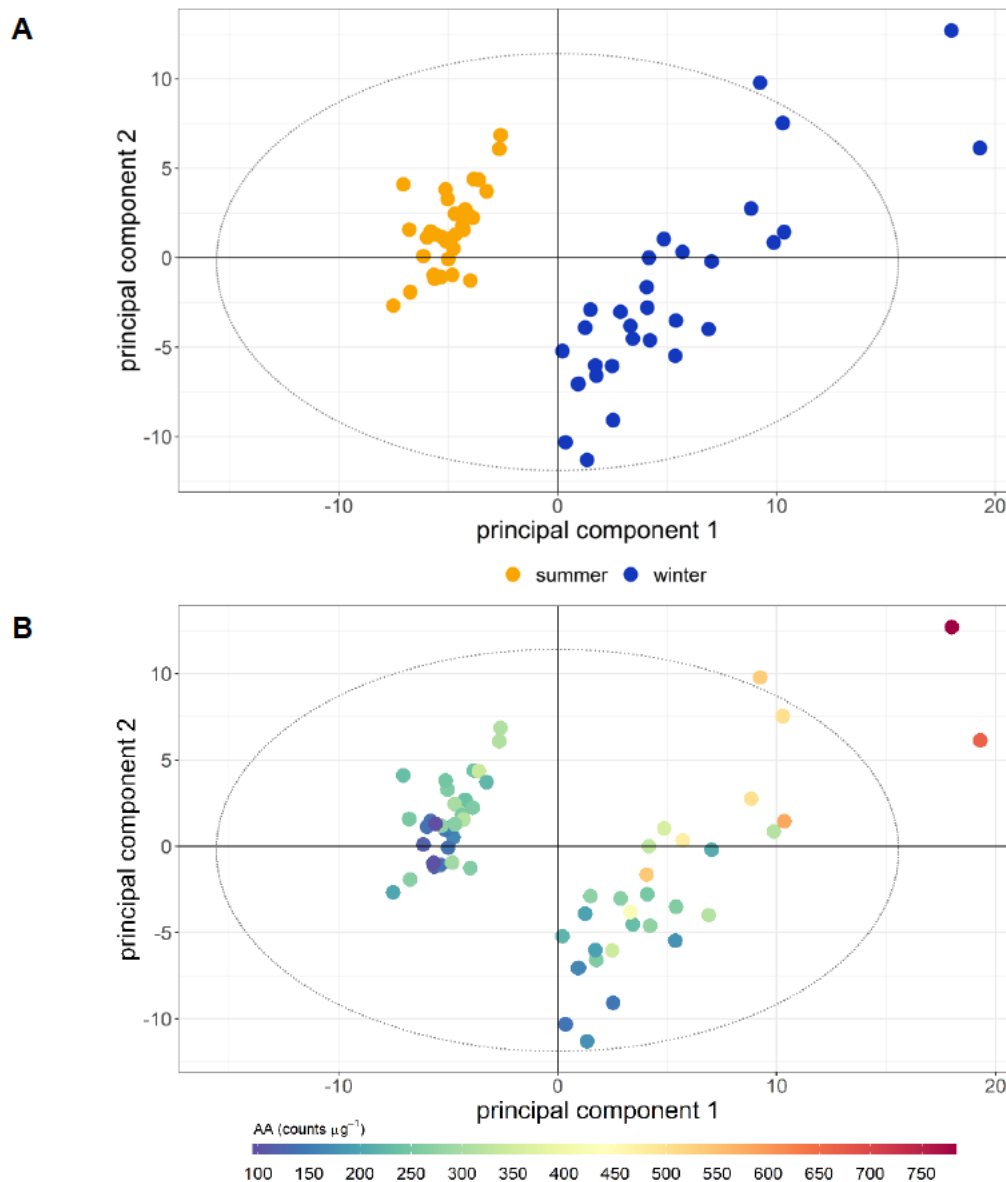 A
10
5
0
-5
-10
principal component 2
-10 0 10 20
principal component 1
summer winter
B
10
5
0
-5
-10
principal component 2
-10 0 10 20
principal component 1
AA (counts μg⁻¹)
100 150 200 250 300 350 400 450 500 550 600 650 700 750